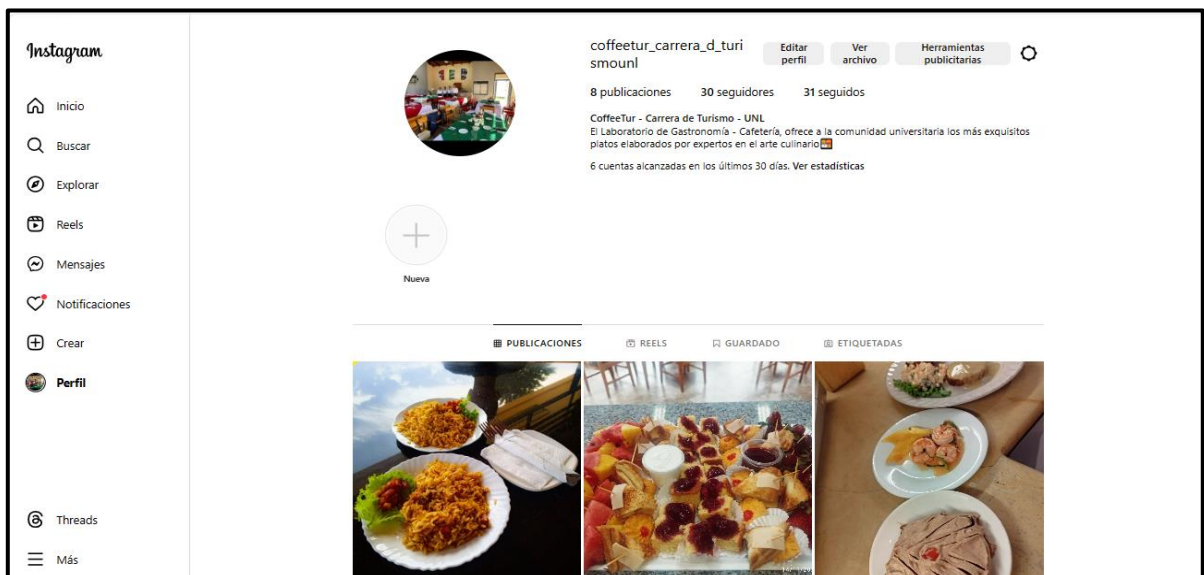 Instagram
Inicio
Buscar
Explorar
Reels
Mensajes
Notificaciones
Crear
Perfil
Threads
Más
coffeetur_carrera_d_turi
smounl
Editar
perfil
Ver
archivo
Herramientas
publicitarias
8 publicaciones 30 seguidores 31 seguidos
CoffeeTur - Carrera de Turismo - UNL
El Laboratorio de Gastronomía - Cafetería, ofrece a la comunidad universitaria los más exquisitos
platos elaborados por expertos en el arte culinario
6 cuentas alcanzadas en los últimos 30 días. Ver estadísticas
Nueva
PUBLICACIONES REELS GUARDADO ETIQUETADAS